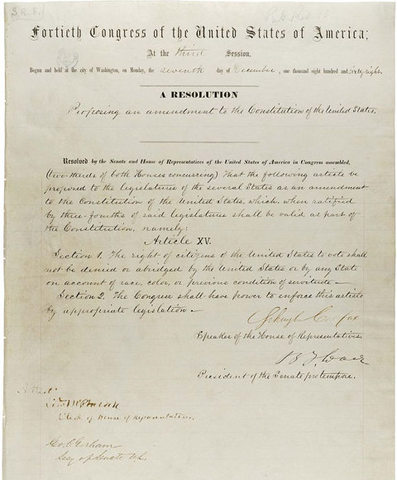 Fortieth Congress of the United States of America;
At the third Session,
Begun and held at the city of Washington, on Monday, the seventh day of December, one thousand eight hundred and sixty-eight.
A RESOLUTION
Proposing an amendment to the Constitution of the United States.
Resolved by the Senate and House of Representatives of the United States of America in Congress assembled,
(two-thirds of both Houses concurring) That the following article be
proposed to the legislatures of the several States as an amendment
to the Constitution of the United States, which, when ratified
by three-fourths of said legislatures shall be valid as part of
the Constitution, namely:
Article XV.
Section 1. The right of citizens of the United States to vote shall
not be denied or abridged by the United States or by any State
on account of race, color, or previous condition of servitude—
Section 2. The Congress shall have power to enforce this article
by appropriate legislation—
Schuyler Colfax
Speaker of the House of Representatives.
B F Wade
President of the Senate pro tempore.
Attest:
McPherson
Clerk of House of Representatives.
Geo C Gorham
Secy of Senate U.S.